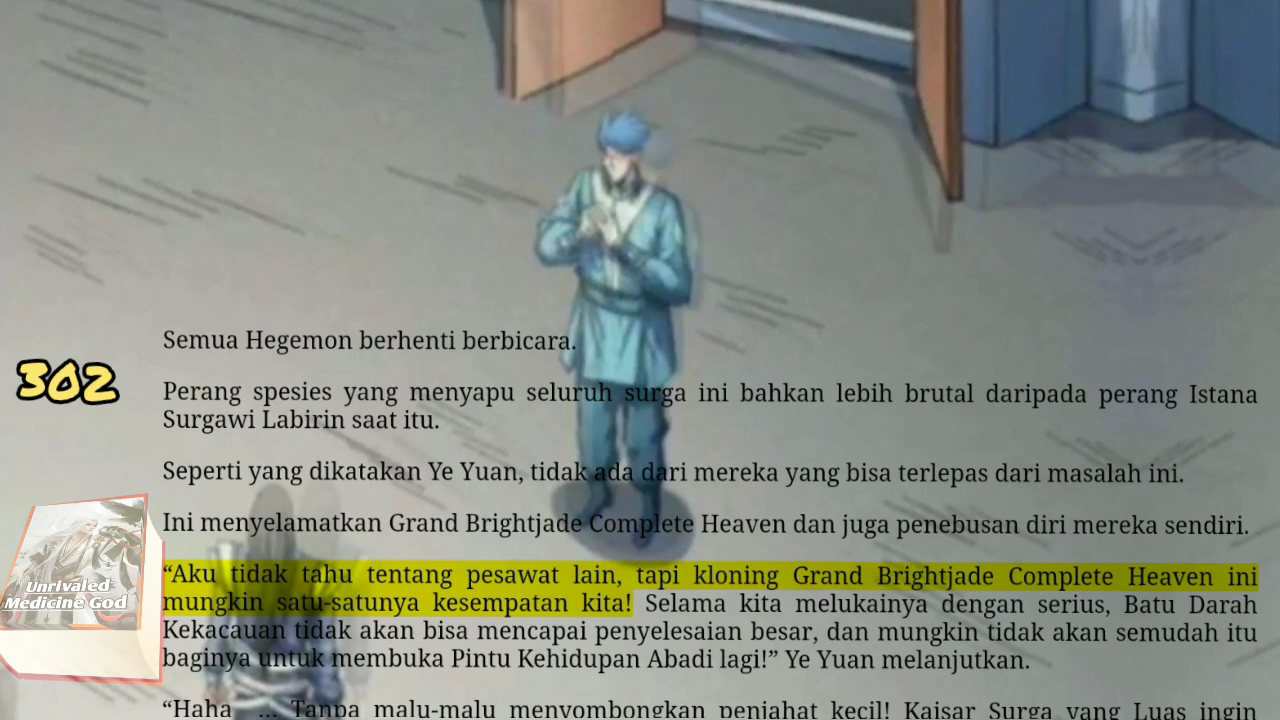 Semua Hegemon berhenti berbicara.
302
Perang spesies yang menyapu seluruh surga ini bahkan lebih brutal daripada perang Istana
Surgawi Labirin saat itu.
Seperti yang dikatakan Ye Yuan, tidak ada dari mereka yang bisa terlepas dari masalah ini.
Ini menyelamatkan Grand Brightjade Complete Heaven dan juga penebusan diri mereka sendiri.
Unrivaled
Medicine God
“Aku tidak tahu tentang pesawat lain, tapi kloning Grand Brightjade Complete Heaven ini
mungkin satu-satunya kesempatan kita! Selama kita melukainya dengan serius, Batu Darah
Kekacauan tidak akan bisa mencapai penyelesaian besar, dan mungkin tidak akan semudah itu
baginya untuk membuka Pintu Kehidupan Abadi lagi!” Ye Yuan melanjutkan.
“Haha ... Tanpa malu-malu menyombongkan penjahat kecil! Kaisar Surga yang Luas ingin